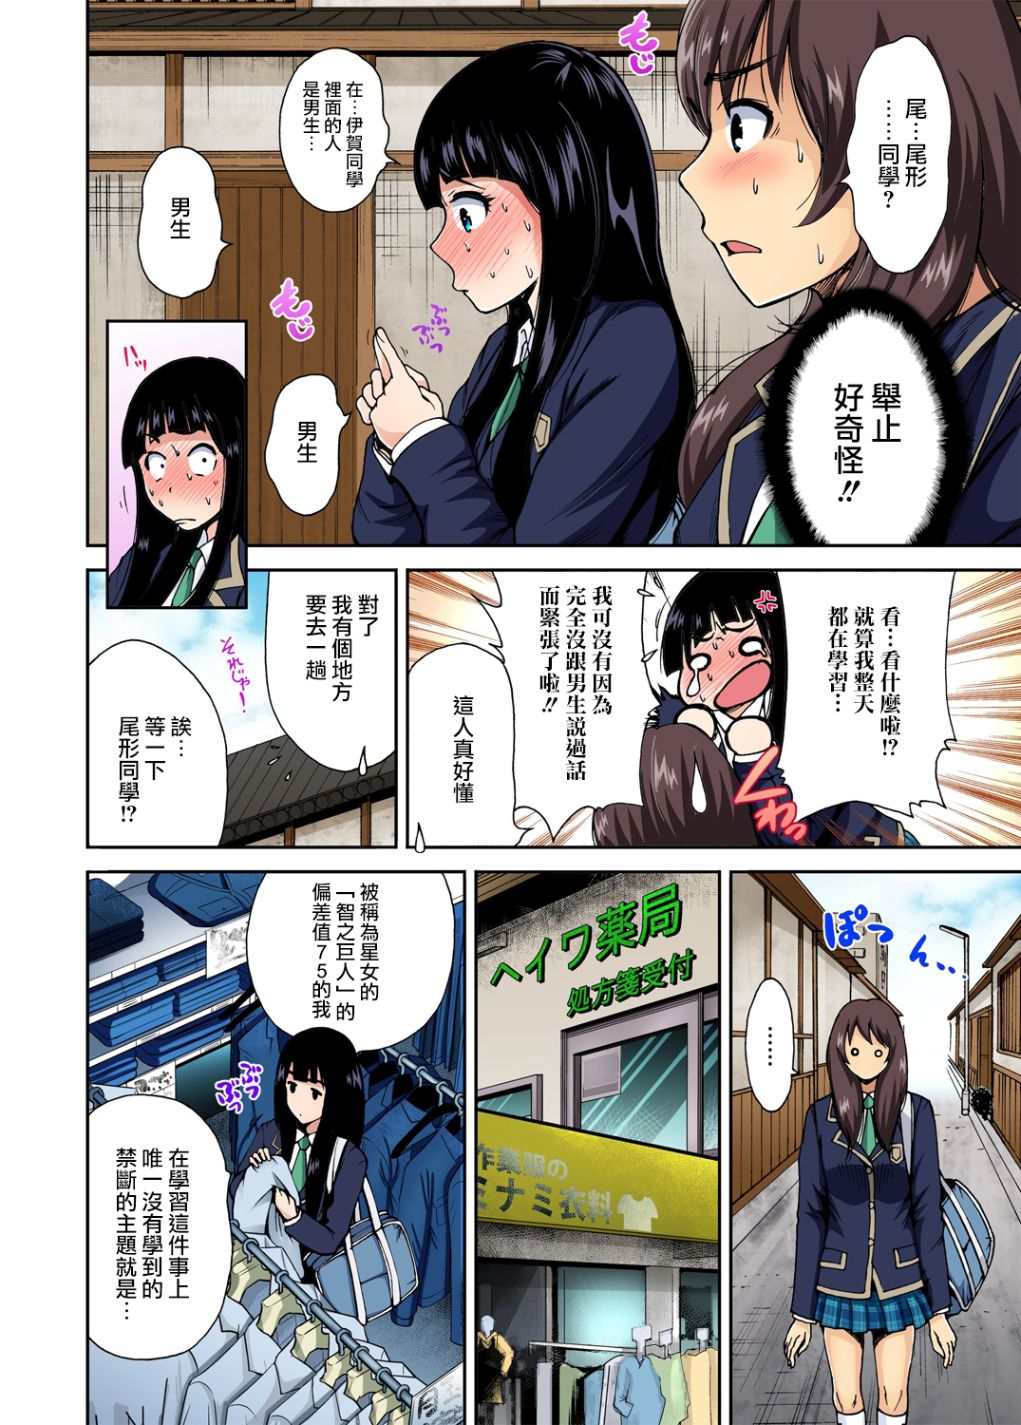 尾…尾形
……同學?
もじ
舉止
好奇怪!!
在…伊賀同學
裡面的人
是男生…
男生
もじ
ぶつ
ぶつ
男生
ハッ
看…看什麼啦!?
就算我整天
都在學習…
くわっ
我可沒有因為
完全沒跟男生說過話
而緊張了啦!!
這人真好懂
對了
我有個地方
要去一趟
それじゃ!
誒…
等一下
尾形同學!?
ぽつん…
……
ヘイワ薬局
処方箋受付
作業服の
ミナミ衣料
被稱為星女的
「智之巨人」的
偏差值75的我
ぶつ
ぶつ
在學習這件事上
唯一沒有學到的
禁斷的主題就是…